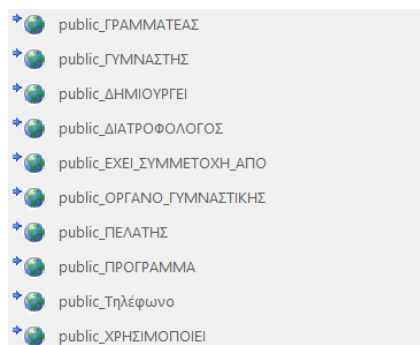 public_ΓΡΑΜΜΑΤΕΑΣ
public_ΓΥΜΝΑΣΤΗΣ
public_ΔΗΜΙΟΥΡΓΕΙ
public_ΔΙΑΤΡΟΦΟΛΟΓΟΣ
public_ΕΧΕΙ_ΣΥΜΜΕΤΟΧΗ_ΑΠΟ
public_ΟΡΓΑΝΟ_ΓΥΜΝΑΣΤΙΚΗΣ
public_ΠΕΛΑΤΗΣ
public_ΠΡΟΓΡΑΜΜΑ
public_Τηλέφωνο
public_ΧΡΗΣΙΜΟΠΟΙΕΙ